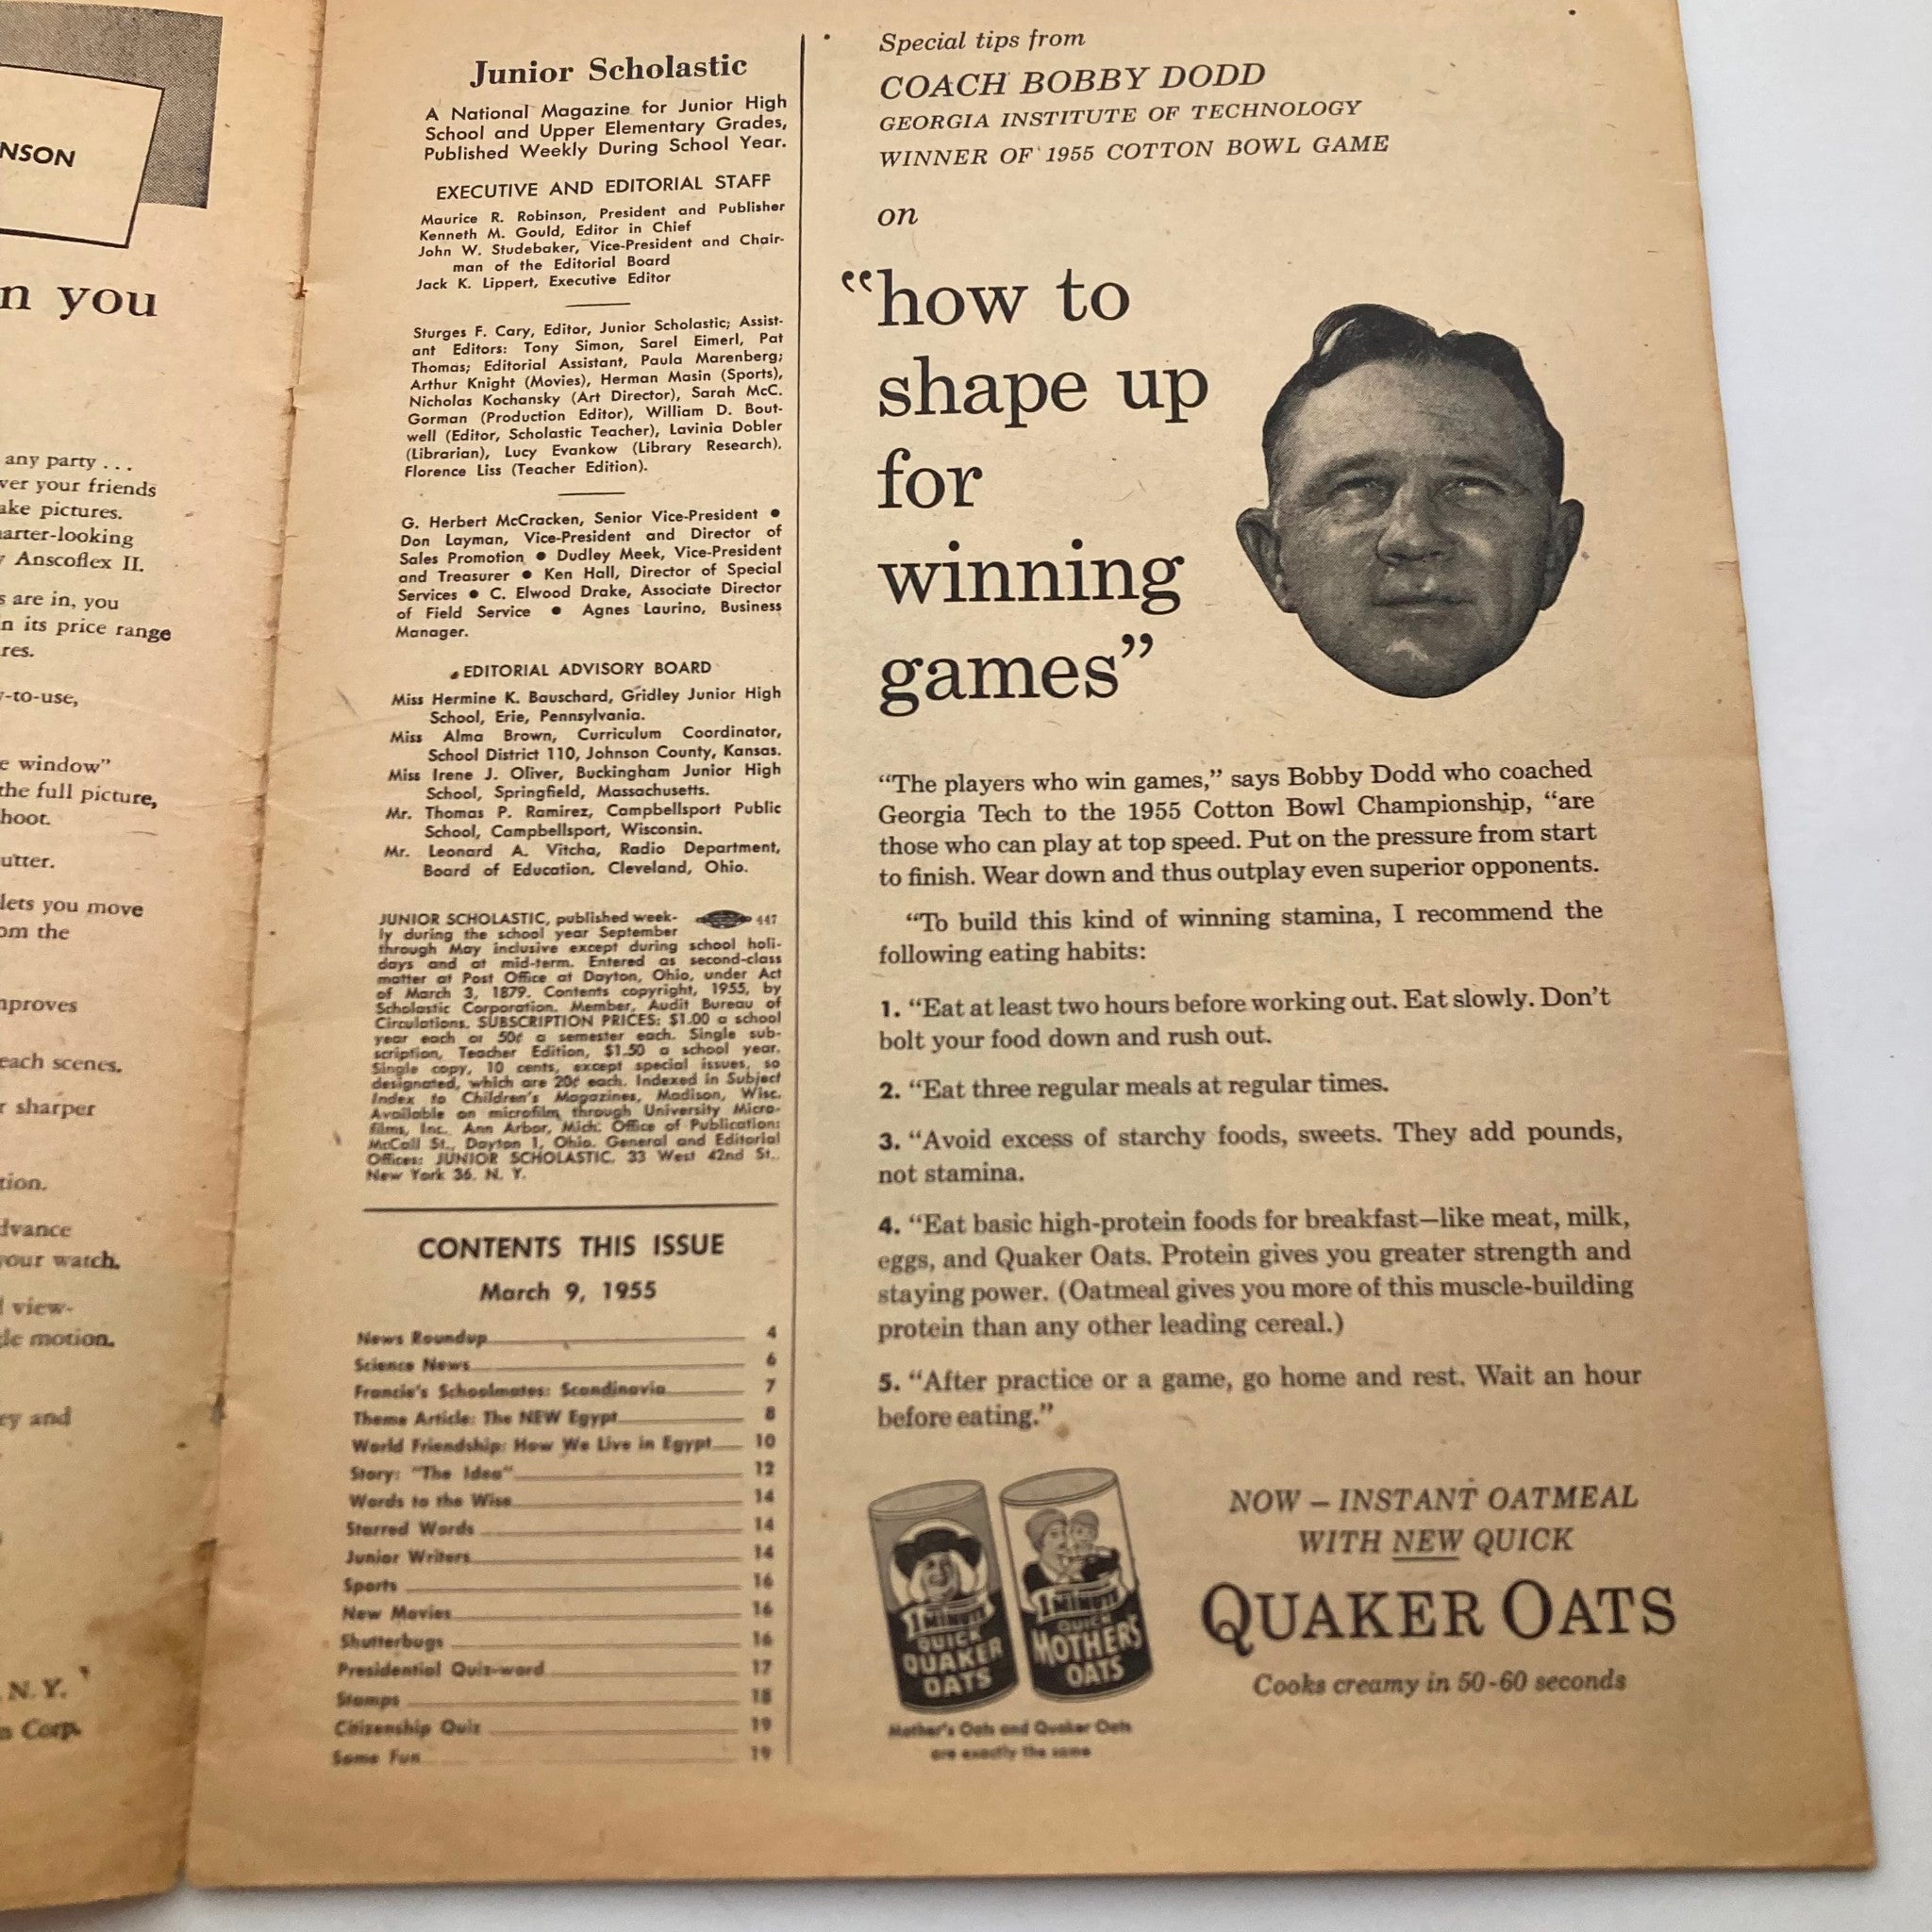 NSON
n you
any party . . .
ver your friends
ake pictures.
arter-looking
Anscoflex II.
s are in, you
n its price range
res.
y-to-use,
e window"
the full picture,
hoot.
utter.
lets you move
om the
mproves
each scenes.
r sharper
tion.
dvance
your watch.
l view-
le motion.
ey and
N. Y.
n Corp.
Junior Scholastic
A National Magazine for Junior High
School and Upper Elementary Grades,
Published Weekly During School Year.
EXECUTIVE AND EDITORIAL STAFF
Maurice R. Robinson, President and Publisher
Kenneth M. Gould, Editor in Chief
John W. Studebaker, Vice-President and Chair-
man of the Editorial Board
Jack K. Lippert, Executive Editor
Sturges F. Cary, Editor, Junior Scholastic; Assist-
ant Editors: Tony Simon, Sarel Eimerl, Pat
Thomas; Editorial Assistant, Paula Marenberg;
Arthur Knight (Movies), Herman Masin (Sports),
Nicholas Kochansky (Art Director), Sarah McC.
Gorman (Production Editor), William D. Bout-
well (Editor, Scholastic Teacher), Lavinia Dobler
(Librarian), Lucy Evankow (Library Research),
Florence Liss (Teacher Edition).
G. Herbert McCracken, Senior Vice-President ●
Don Layman, Vice-President and Director of
Sales Promotion ● Dudley Meek, Vice-President
and Treasurer ● Ken Hall, Director of Special
Services ● C. Elwood Drake, Associate Director
of Field Service ● Agnes Laurino, Business
Manager.
EDITORIAL ADVISORY BOARD
Miss Hermine K. Bauschard, Gridley Junior High
School, Erie, Pennsylvania.
Miss Alma Brown, Curriculum Coordinator,
School District 110, Johnson County, Kansas.
Miss Irene J. Oliver, Buckingham Junior High
School, Springfield, Massachusetts.
Mr. Thomas P. Ramirez, Campbellsport Public
School, Campbellsport, Wisconsin.
Mr. Leonard A. Vitcha, Radio Department,
Board of Education, Cleveland, Ohio.
JUNIOR SCHOLASTIC, published week- 447
ly during the school year September
through May inclusive except during school holi-
days and at mid-term. Entered as second-class
matter at Post Office at Dayton, Ohio, under Act
of March 3, 1879. Contents copyright, 1955, by
Scholastic Corporation. Member, Audit Bureau of
Circulations. SUBSCRIPTION PRICES: $1.00 a school
year each or 50¢ a semester each. Single sub-
scription, Teacher Edition, $1.50 a school year.
Single copy, 10 cents, except special issues, so
designated, which are 20¢ each. Indexed in Subject
Index to Children's Magazines, Madison, Wisc.
Available on microfilm through University Micro-
films, Inc., Ann Arbor, Mich. Office of Publication:
McCall St., Dayton 1, Ohio. General and Editorial
Offices: JUNIOR SCHOLASTIC, 33 West 42nd St.,
New York 36, N. Y.
CONTENTS THIS ISSUE
March 9, 1955
News Roundup 4
Science News 6
Francie's Schoolmates: Scandinavia 7
Theme Article: The NEW Egypt 8
World Friendship: How We Live in Egypt 10
Story: "The Idea" 12
Words to the Wise 14
Starred Words 14
Junior Writers 14
Sports 16
New Movies 16
Shutterbugs 16
Presidential Quiz-word 17
Stamps 18
Citizenship Quiz 19
Some Fun 19
Special tips from
COACH BOBBY DODD
GEORGIA INSTITUTE OF TECHNOLOGY
WINNER OF 1955 COTTON BOWL GAME
on
"how to
shape up
for
winning
games"
"The players who win games," says Bobby Dodd who coached
Georgia Tech to the 1955 Cotton Bowl Championship, "are
those who can play at top speed. Put on the pressure from start
to finish. Wear down and thus outplay even superior opponents.
"To build this kind of winning stamina, I recommend the
following eating habits:
1. "Eat at least two hours before working out. Eat slowly. Don't
bolt your food down and rush out.
2. "Eat three regular meals at regular times.
3. "Avoid excess of starchy foods, sweets. They add pounds,
not stamina.
4. "Eat basic high-protein foods for breakfast—like meat, milk,
eggs, and Quaker Oats. Protein gives you greater strength and
staying power. (Oatmeal gives you more of this muscle-building
protein than any other leading cereal.)
5. "After practice or a game, go home and rest. Wait an hour
before eating."
1 MINUTE
QUICK
QUAKER
OATS
1 MINUTE
QUICK
MOTHER'S
OATS
Mother's Oats and Quaker Oats
are exactly the same
NOW – INSTANT OATMEAL
WITH NEW QUICK
QUAKER OATS
Cooks creamy in 50-60 seconds